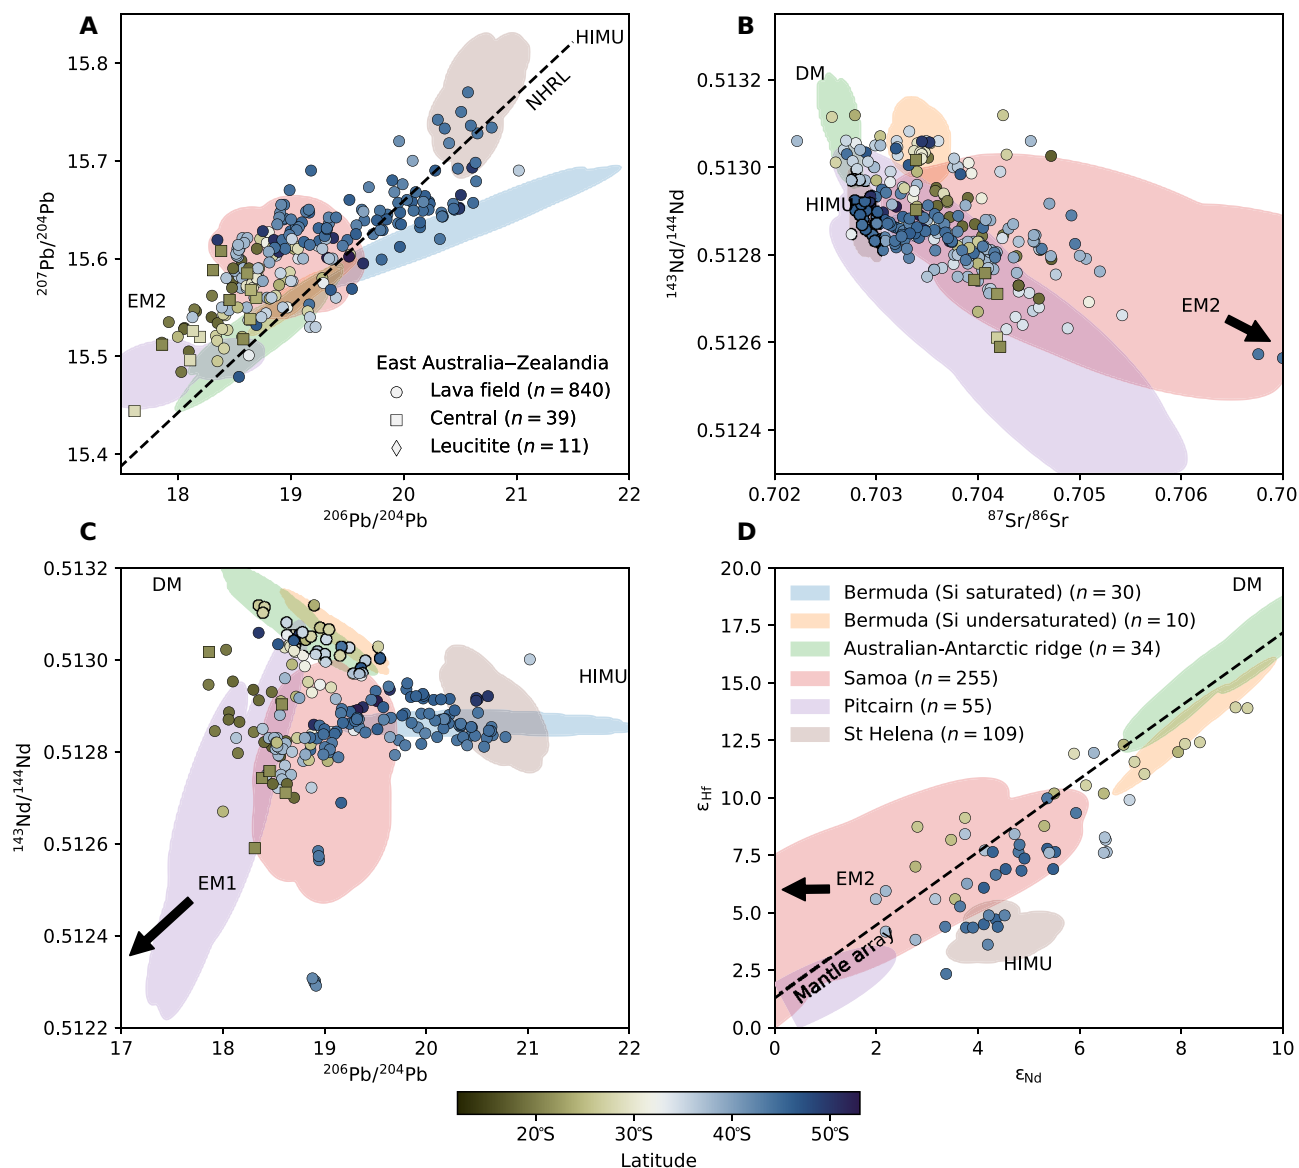 A
15.8
15.7
15.6
15.5
15.4
²⁰⁷Pb/²⁰⁴Pb
HIMU
NHRL
EM2
East Australia−Zealandia
Lava field (n = 840)
Central (n = 39)
Leucitite (n = 11)
18
19
20
21
22
²⁰⁶Pb/²⁰⁴Pb
B
0.5132
0.5130
0.5128
0.5126
0.5124
¹⁴³Nd/¹⁴⁴Nd
DM
HIMU
EM2
0.702
0.703
0.704
0.705
0.706
0.70
⁸⁷Sr/⁸⁶Sr
C
0.5132
0.5130
0.5128
0.5126
0.5124
0.5122
¹⁴³Nd/¹⁴⁴Nd
DM
HIMU
EM1
17
18
19
20
21
22
²⁰⁶Pb/²⁰⁴Pb
D
20.0
17.5
15.0
12.5
10.0
7.5
5.0
2.5
0.0
εHf
Bermuda (Si saturated) (n = 30)
Bermuda (Si undersaturated) (n = 10)
Australian-Antarctic ridge (n = 34)
Samoa (n = 255)
Pitcairn (n = 55)
St Helena (n = 109)
DM
EM2
Mantle array
HIMU
0
2
4
6
8
10
εNd
20°S
30°S
40°S
50°S
Latitude